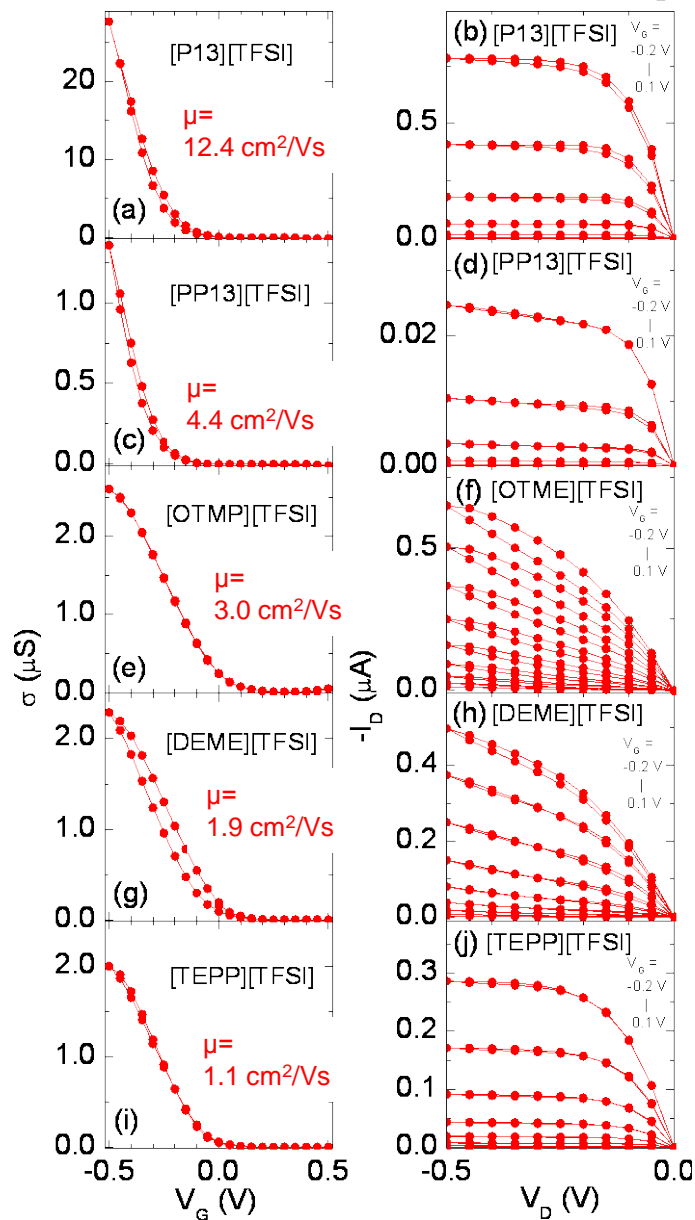 [P13][TFSI]
μ=
12.4 cm²/Vs
(a)
20
10
0
(b) [P13][TFSI]
V_G =
-0.2 V
|
0.1 V
0.5
0.0
[PP13][TFSI]
μ=
4.4 cm²/Vs
(c)
1.0
0.5
0.0
(d) [PP13][TFSI]
V_G =
-0.2 V
|
0.1 V
0.02
0.00
[OTMP][TFSI]
μ=
3.0 cm²/Vs
(e)
2.0
1.0
0.0
(f) [OTME][TFSI]
V_G =
-0.2 V
|
0.1 V
0.5
0.0
σ (μS)
-I_D (μA)
[DEME][TFSI]
μ=
1.9 cm²/Vs
(g)
2.0
1.0
0.0
(h) [DEME][TFSI]
V_G =
-0.2 V
|
0.1 V
0.4
0.2
0.0
[TEPP][TFSI]
μ=
1.1 cm²/Vs
(i)
2.0
1.0
0.0
(j) [TEPP][TFSI]
V_G =
-0.2 V
|
0.1 V
0.3
0.2
0.1
0.0
-0.5 0.0 0.5
V_G (V)
-0.5 0.0
V_D (V)